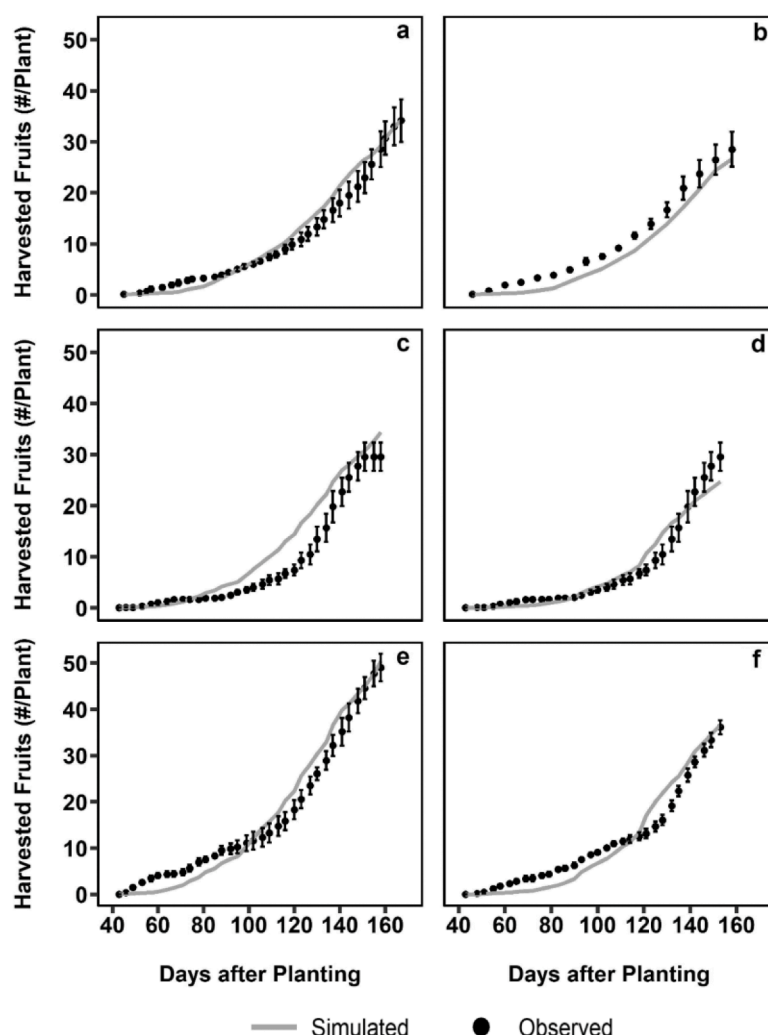 Harvested Fruits (#/Plant)
50
40
30
20
10
0
a
b
Harvested Fruits (#/Plant)
50
40
30
20
10
0
c
d
Harvested Fruits (#/Plant)
50
40
30
20
10
0
e
f
40 60 80 100 120 140 160
40 60 80 100 120 140 160
Days after Planting
Days after Planting
Simulated
Observed